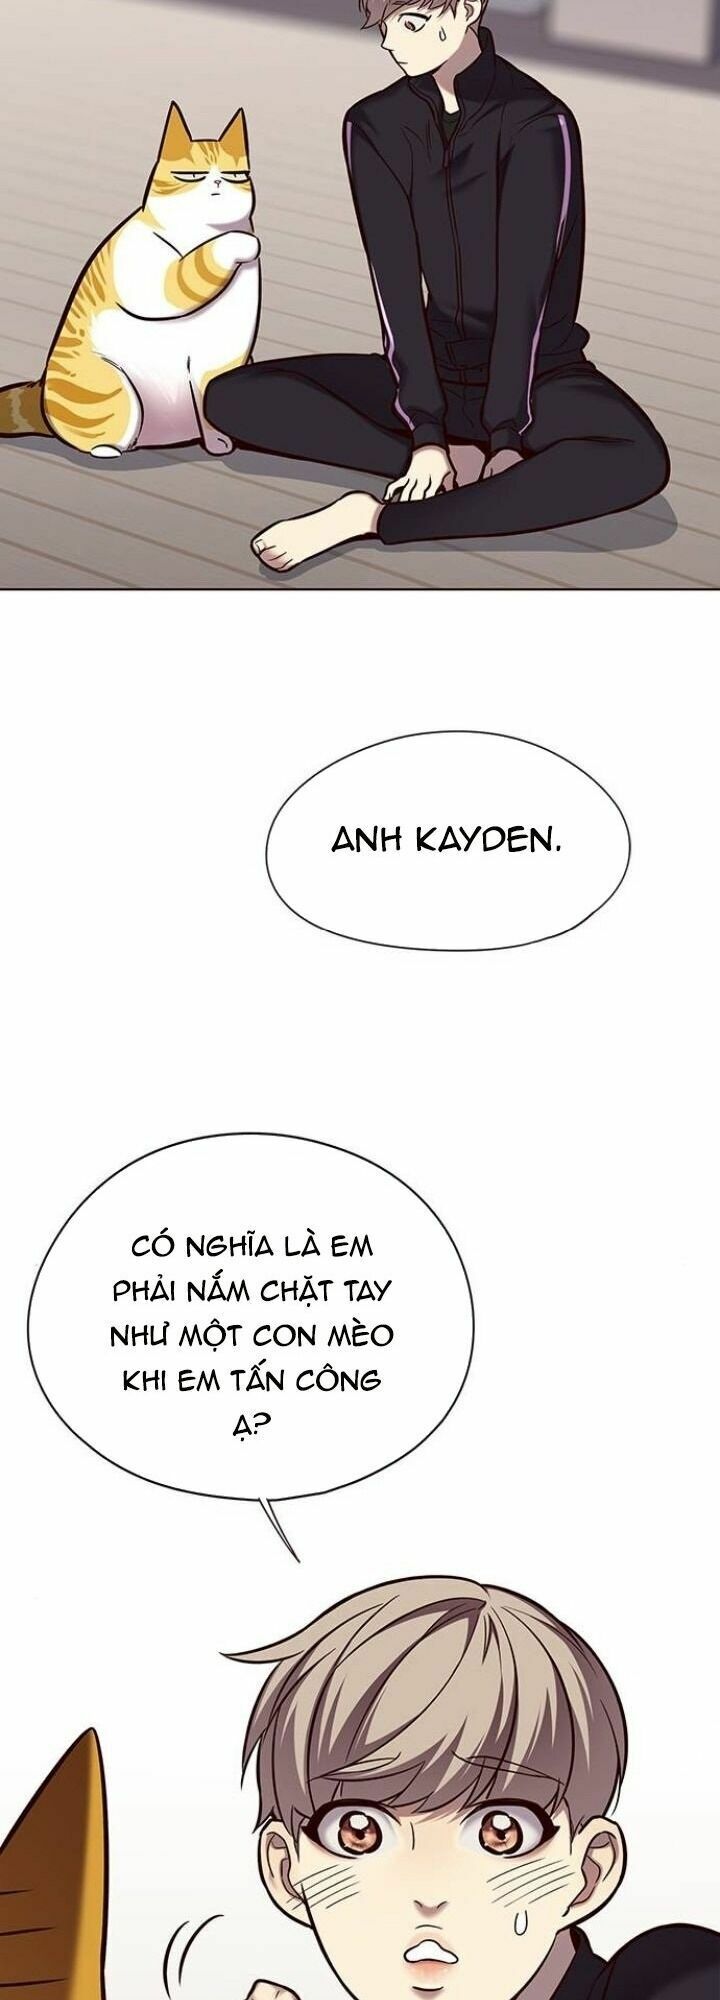 ANH KAYDEN.
CÓ NGHĨA LÀ EM
PHẢI NẮM CHẶT TAY
NHƯ MỘT CON MÈO
KHI EM TẤN CÔNG
Ạ?